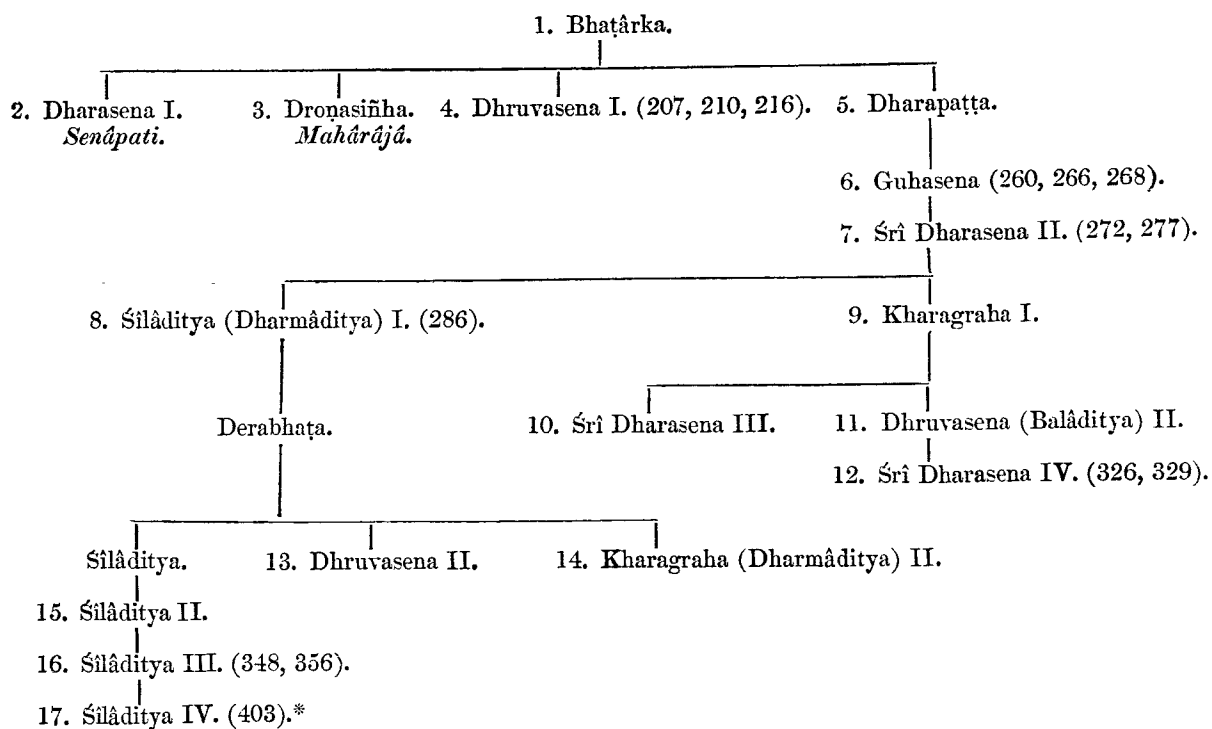 1. Bhaṭârka.
2. Dharasena I. 3. Droṇasiñha. 4. Dhruvasena I. (207, 210, 216). 5. Dharapaṭṭa.
Senâpati. Mahârâjâ.
6. Guhasena (260, 266, 268).
7. Śrî Dharasena II. (272, 277).
8. Śîlâditya (Dharmâditya) I. (286). 9. Kharagraha I.
Derabhaṭa. 10. Śrî Dharasena III. 11. Dhruvasena (Balâditya) II.
12. Śrî Dharasena IV. (326, 329).
Śîlâditya. 13. Dhruvasena II. 14. Kharagraha (Dharmâditya) II.
15. Śîlâditya II.
16. Śîlâditya III. (348, 356).
17. Śîlâditya IV. (403).*